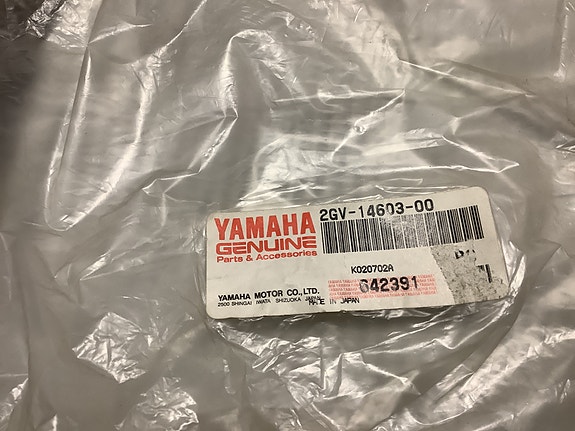 2GV-14603-00
YAMAHA
GENUINE
Parts & Accessories
K020702A
642391
YAMAHA MOTOR CO.,LTD.
2500 SHINGAI IWATA SHIZUOKA JAPAN
MADE IN JAPAN